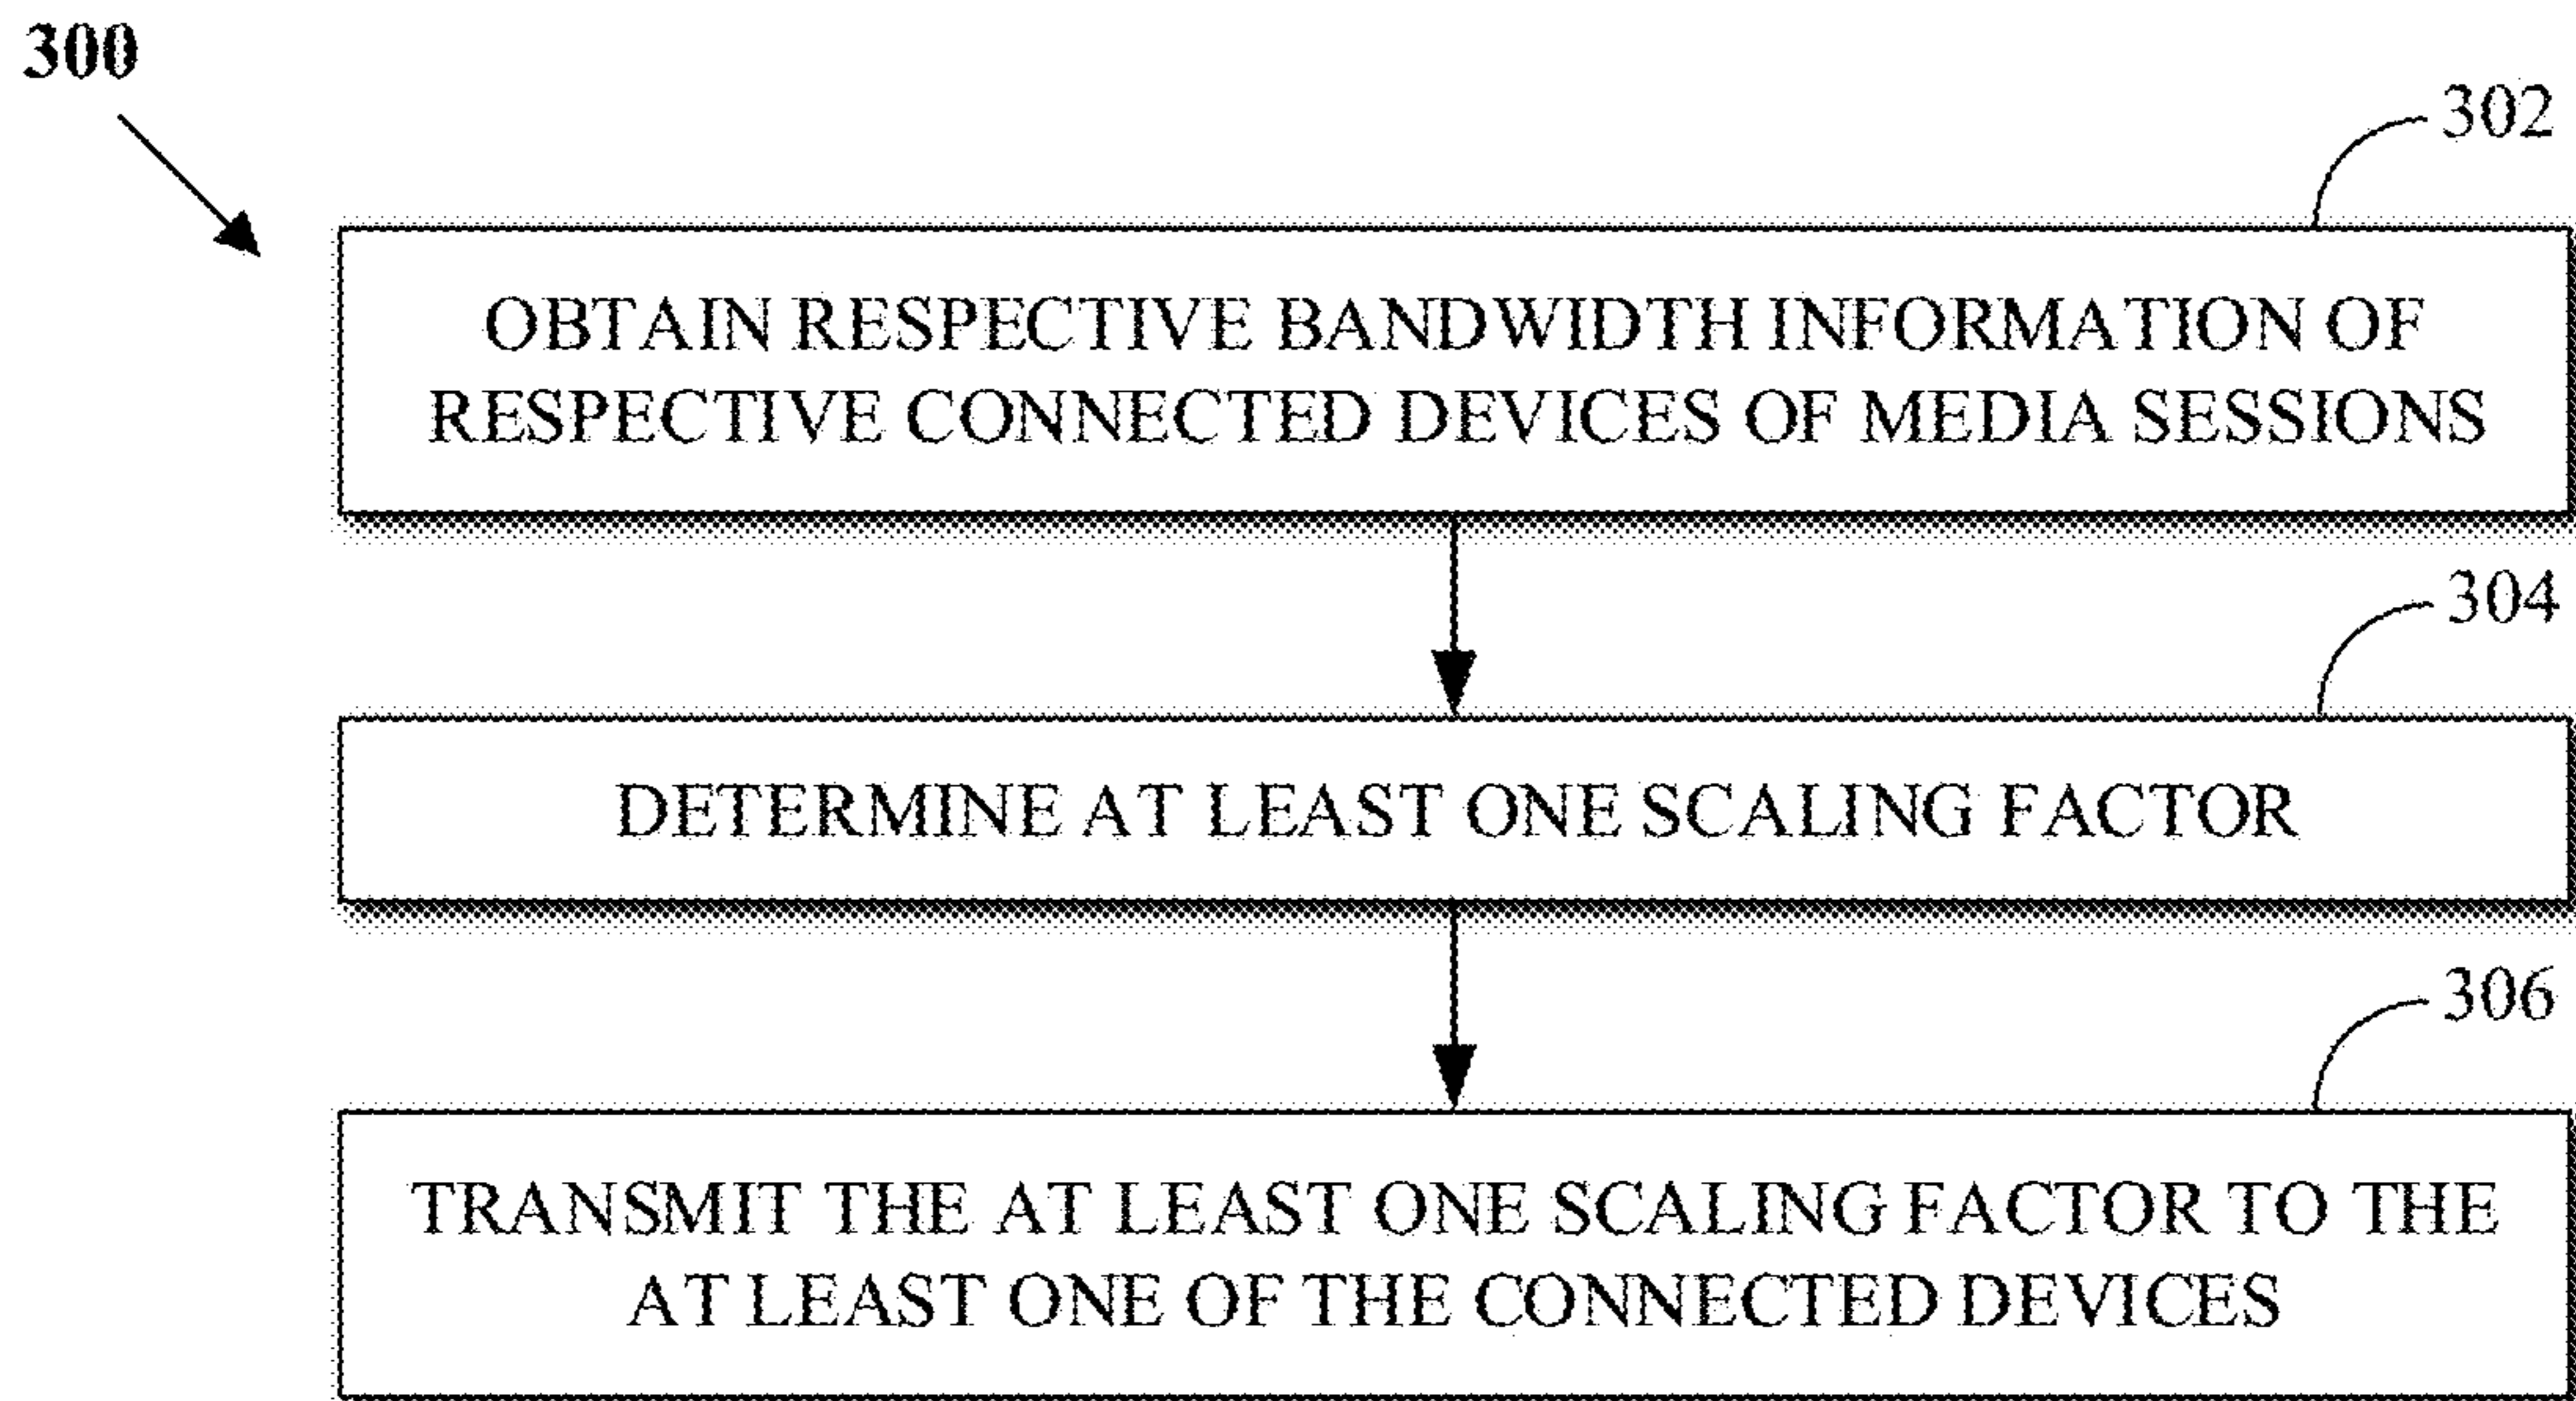 300
302
OBTAIN RESPECTIVE BANDWIDTH INFORMATION OF
RESPECTIVE CONNECTED DEVICES OF MEDIA SESSIONS
304
DETERMINE AT LEAST ONE SCALING FACTOR
306
TRANSMIT THE AT LEAST ONE SCALING FACTOR TO THE
AT LEAST ONE OF THE CONNECTED DEVICES